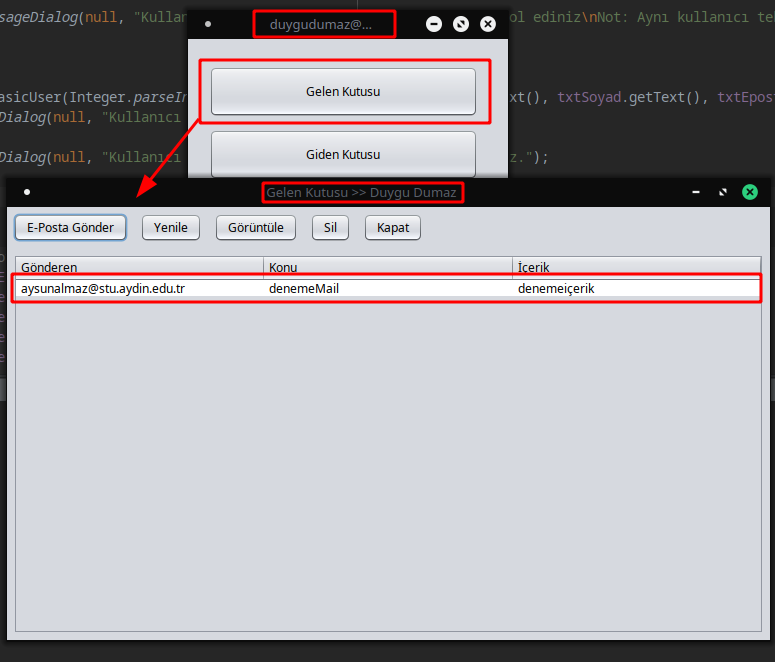 sageDialog(null, "Kullan
duygudumaz@...
ol ediniz\nNot: Aynı kullanıcı tel
Gelen Kutusu
asicUser(Integer.parseIn
xt(), txtSoyad.getText(), txtEpost
Dialog(null, "Kullanıcı
Giden Kutusu
Dialog(null, "Kullanıcı
z.");
Gelen Kutusu >> Duygu Dumaz
E-Posta Gönder Yenile Görüntüle Sil Kapat
Gönderen Konu İçerik
aysunalmaz@stu.aydin.edu.tr denemeMail denemeiçerik